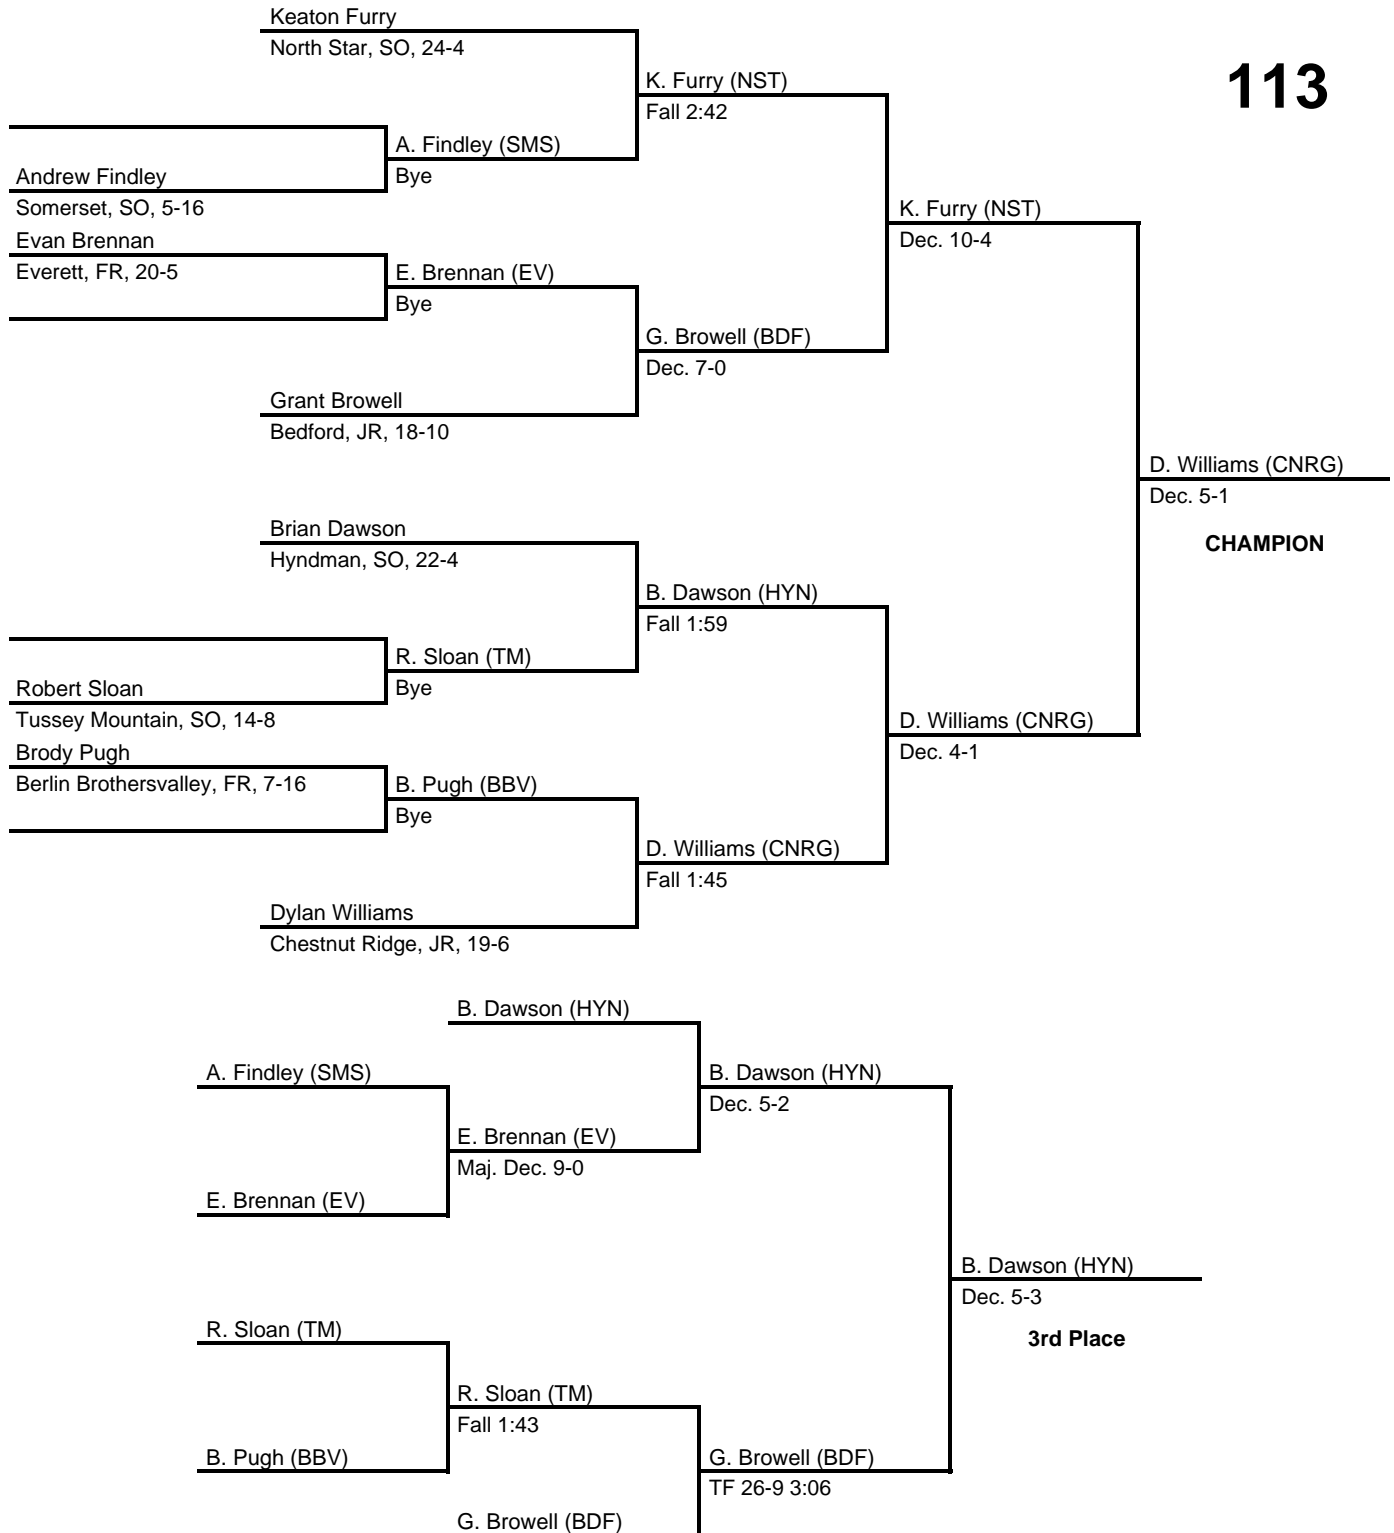 Keaton Furry
North Star, SO, 24-4
113
K. Furry (NST)
Fall 2:42
A. Findley (SMS)
Bye
Andrew Findley
Somerset, SO, 5-16
K. Furry (NST)
Dec. 10-4
Evan Brennan
Everett, FR, 20-5
E. Brennan (EV)
Bye
G. Browell (BDF)
Dec. 7-0
Grant Browell
Bedford, JR, 18-10
D. Williams (CNRG)
Dec. 5-1
CHAMPION
Brian Dawson
Hyndman, SO, 22-4
B. Dawson (HYN)
Fall 1:59
R. Sloan (TM)
Bye
Robert Sloan
Tussey Mountain, SO, 14-8
D. Williams (CNRG)
Dec. 4-1
Brody Pugh
Berlin Brothersvalley, FR, 7-16
B. Pugh (BBV)
Bye
D. Williams (CNRG)
Fall 1:45
Dylan Williams
Chestnut Ridge, JR, 19-6
B. Dawson (HYN)
A. Findley (SMS)
B. Dawson (HYN)
Dec. 5-2
E. Brennan (EV)
Maj. Dec. 9-0
E. Brennan (EV)
B. Dawson (HYN)
Dec. 5-3
3rd Place
R. Sloan (TM)
R. Sloan (TM)
Fall 1:43
B. Pugh (BBV)
G. Browell (BDF)
TF 26-9 3:06
G. Browell (BDF)